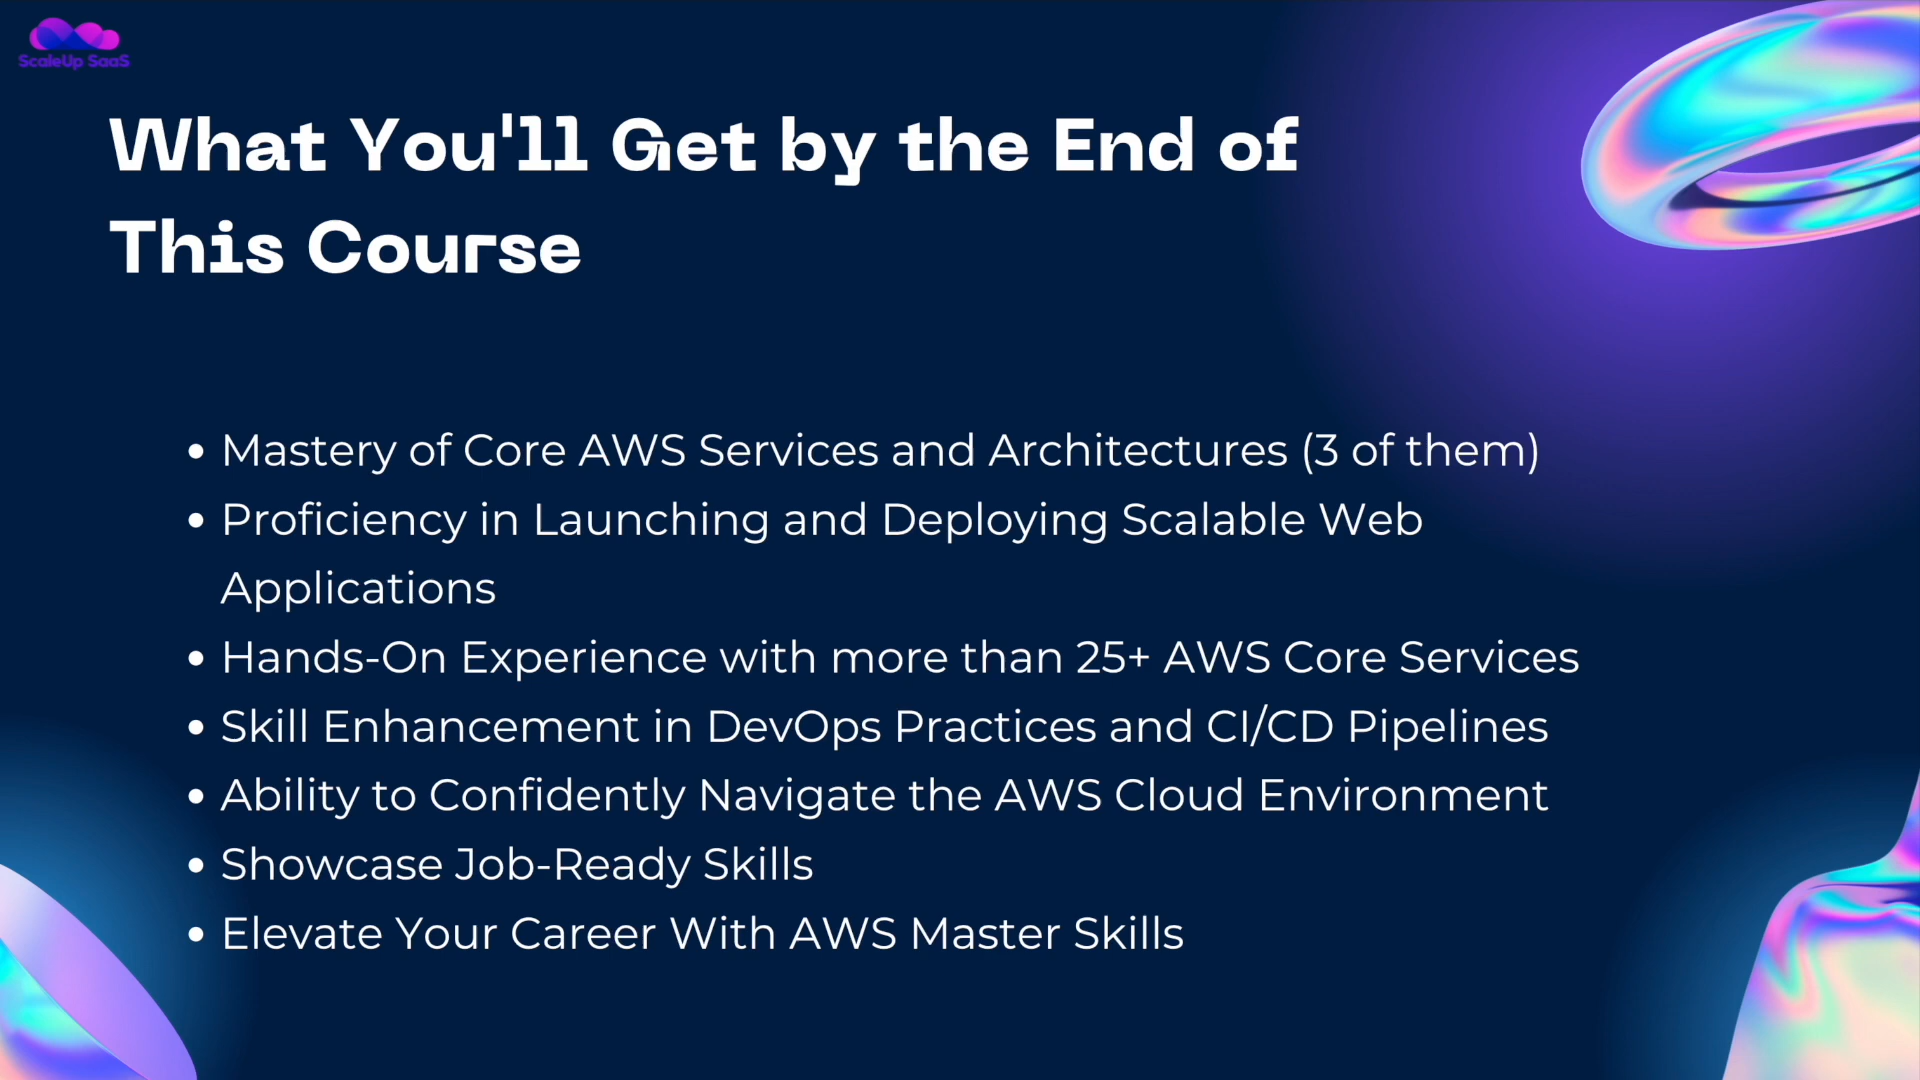 ScaleUp SaaS
What You'll Get by the End of
This Course
• Mastery of Core AWS Services and Architectures (3 of them)
• Proficiency in Launching and Deploying Scalable Web
Applications
• Hands-On Experience with more than 25+ AWS Core Services
• Skill Enhancement in DevOps Practices and CI/CD Pipelines
• Ability to Confidently Navigate the AWS Cloud Environment
• Showcase Job-Ready Skills
• Elevate Your Career With AWS Master Skills